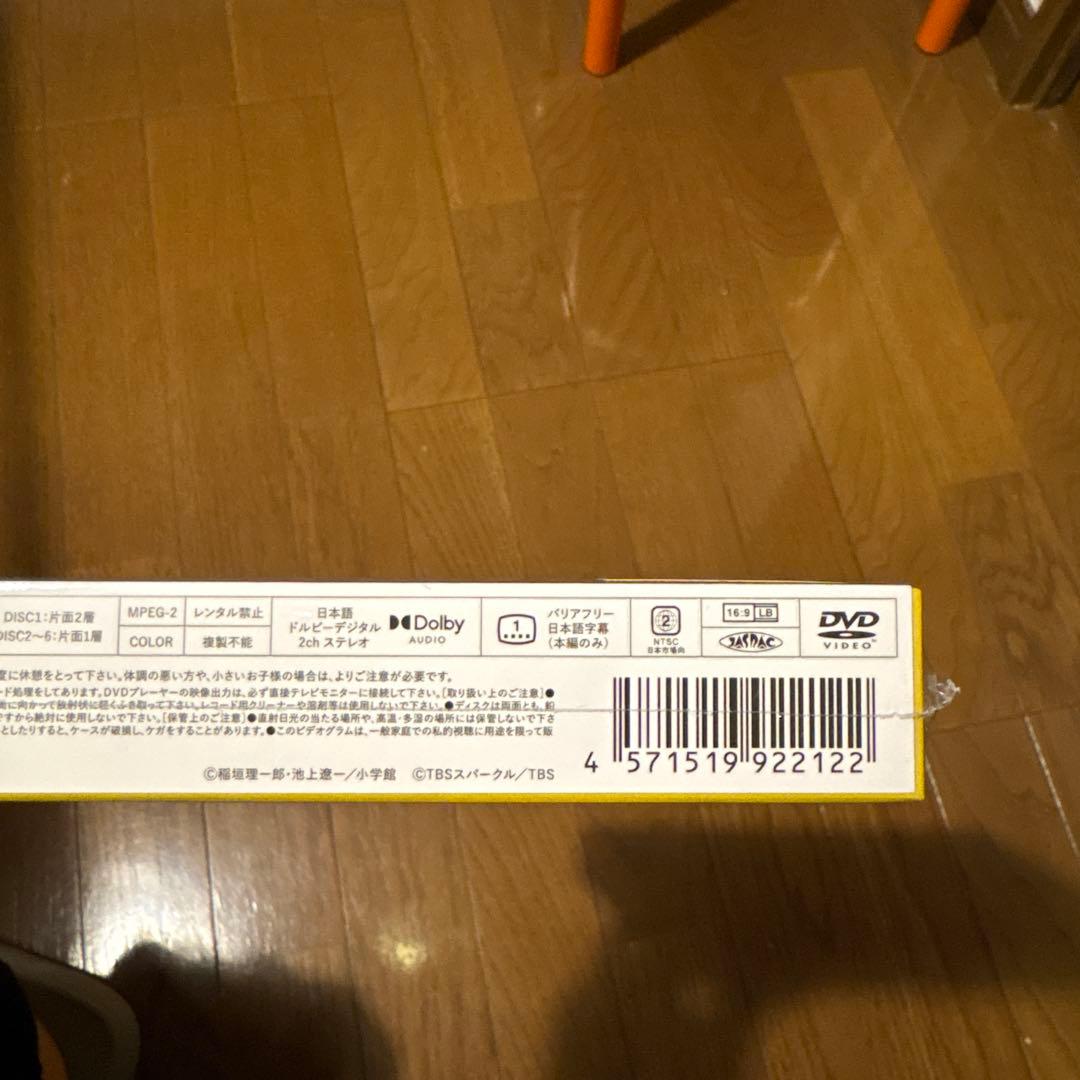 DISC1:片面2層
DISC2〜6:片面1層
MPEG-2
COLOR
レンタル禁止
複製不能
日本語
ドルビーデジタル
2ch ステレオ
Dolby
AUDIO
1
バリアフリー
日本語字幕
(本編のみ)
2
NTSC
日本市場向
16:9 LB
JASRAC
DVD
VIDEO
度に休憩をとって下さい。体調の悪い方や、小さいお子様の場合は、よりご注意が必要です。
ード処理をしてあります。DVDプレーヤーの映像出力は、必ず直接テレビモニターに接続して下さい。[取り扱い上のご注意]●
面に向かって放射状に軽くふき取って下さい。レコード用クリーナーや溶剤等は使用しないで下さい。●ディスクは両面とも、鉛
ですから絶対に使用しないで下さい。[保管上のご注意]●直射日光の当たる場所や、高温・多湿の場所には保管しないで下さ
としたりすると、ケースが破損し、ケガをすることがあります。●このビデオグラムは、一般家庭での私的視聴に用途を限って販
©稲垣理一郎・池上遼一/小学館 ©TBSスパークル/TBS
4 571519 922122